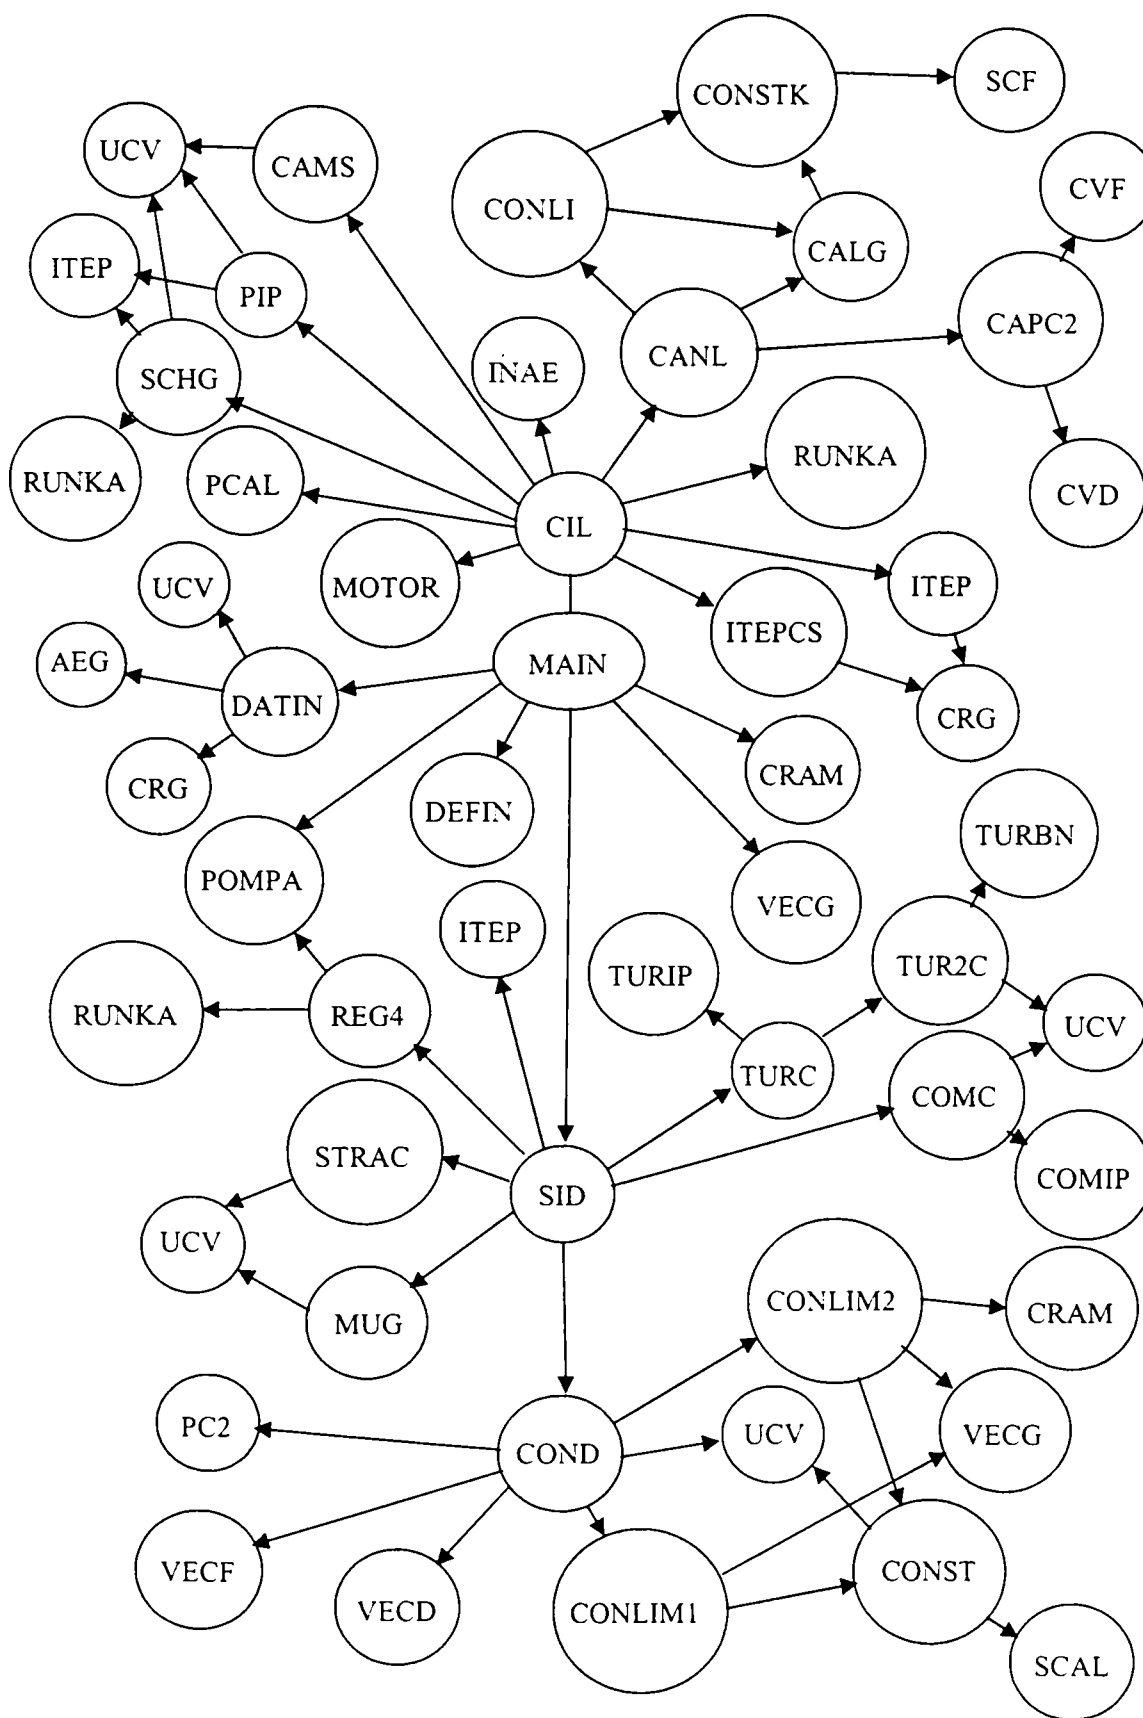 CONSTK
SCF
UCV
CAMS
CVF
CONLI
CALG
ITEP
PIP
CAPC2
INAE
CANL
SCHG
RUNKA
RUNKA
PCAL
CVD
CIL
MOTOR
UCV
ITEP
ITEPCS
AEG
MAIN
DATIN
CRG
CRG
CRAM
DEFIN
TURBN
POMPA
VECG
ITEP
TURIP
TUR2C
RUNKA
REG4
UCV
TURC
COMC
STRAC
COMIP
SID
UCV
CONLIM2
CRAM
MUG
PC2
COND
UCV
VECG
VECF
CONST
VECD
CONLIM1
SCAL